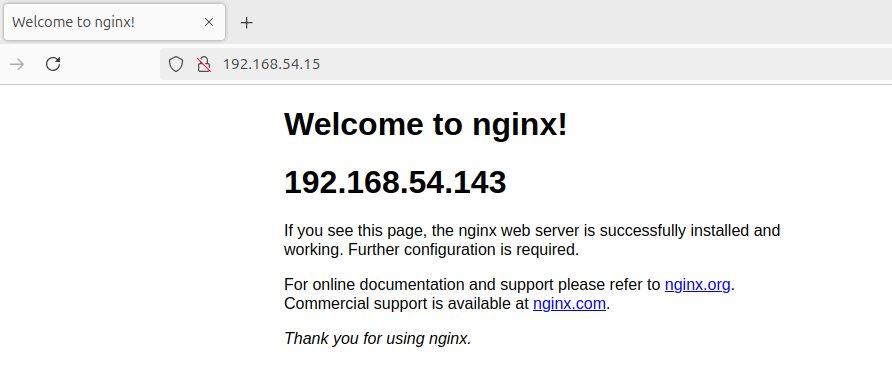 Welcome to nginx!
192.168.54.15
Welcome to nginx!
192.168.54.143
If you see this page, the nginx web server is successfully installed and
working. Further configuration is required.
For online documentation and support please refer to nginx.org.
Commercial support is available at nginx.com.
Thank you for using nginx.